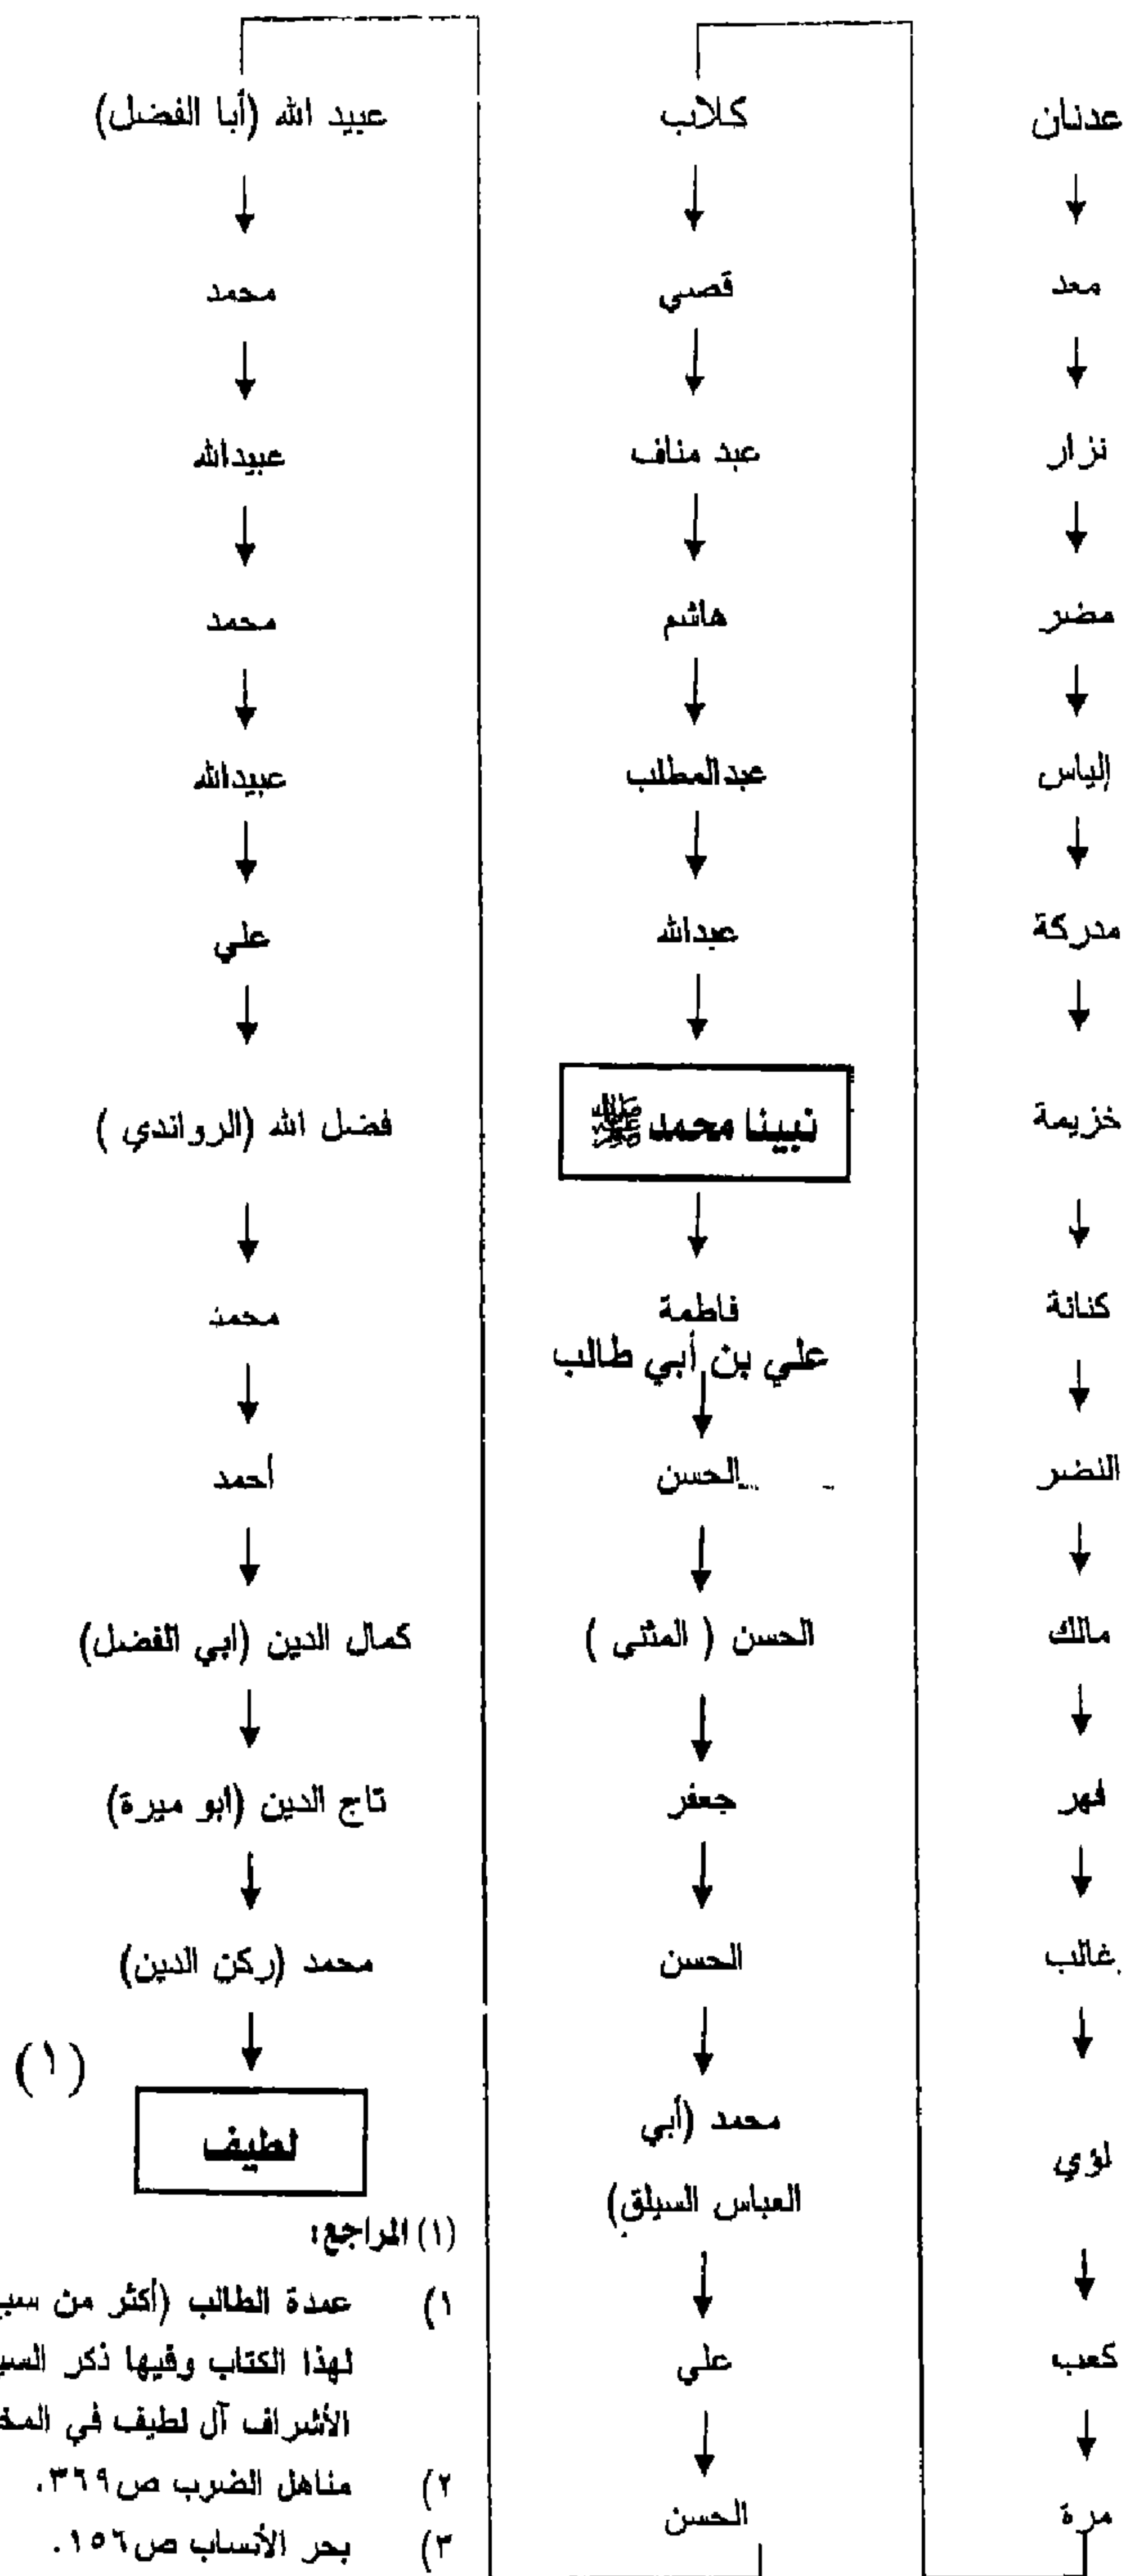 عدنان
معد
نزار
مضر
إلياس
مدركة
خزيمة
كنانة
النضر
مالك
فهر
غالب
لؤي
كعب
مرة
كلاب
قصي
عبد مناف
هاشم
عبدالمطلب
عبدالله
نبينا محمد ﷺ
فاطمة
علي بن أبي طالب
الحسن
الحسن ( المثنى )
جعفر
الحسن
محمد (أبي
العباس السيلق)
علي
الحسن
عبيد الله (أبا الفضل)
محمد
عبيدالله
محمد
عبيدالله
علي
فضل الله (الرواندي )
محمد
أحمد
كمال الدين (ابي الفضل)
تاج الدين (ابو ميرة)
محمد (ركن الدين)
لطيف (١)
(١) المراجع:
١) عمدة الطالب (أكثر من
لهذا الكتاب وفيها ذكر
الأشراف آل لطيف في
٢) مناهل الضرب ص٣٦٩.
٣) بحر الأنساب ص١٥٦.